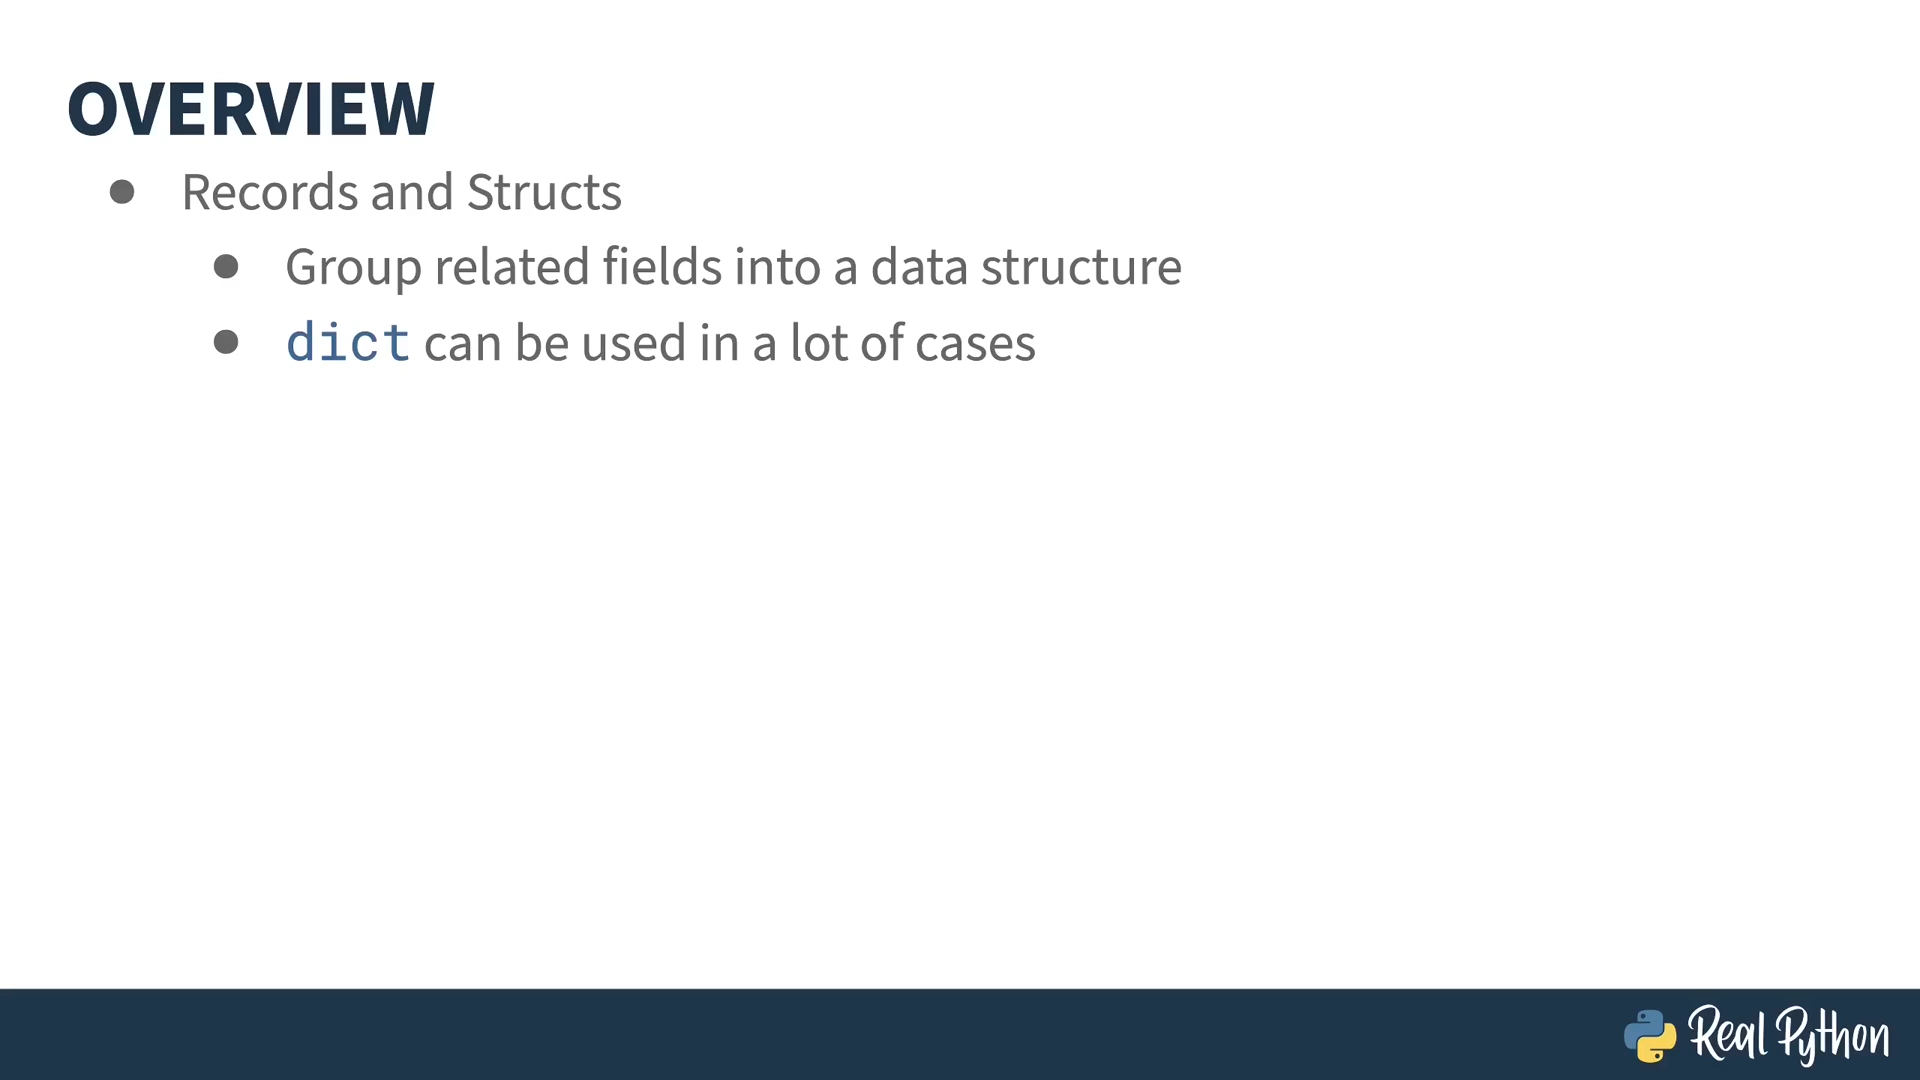 OVERVIEW
● Records and Structs
● Group related fields into a data structure
● dict can be used in a lot of cases
Real Python